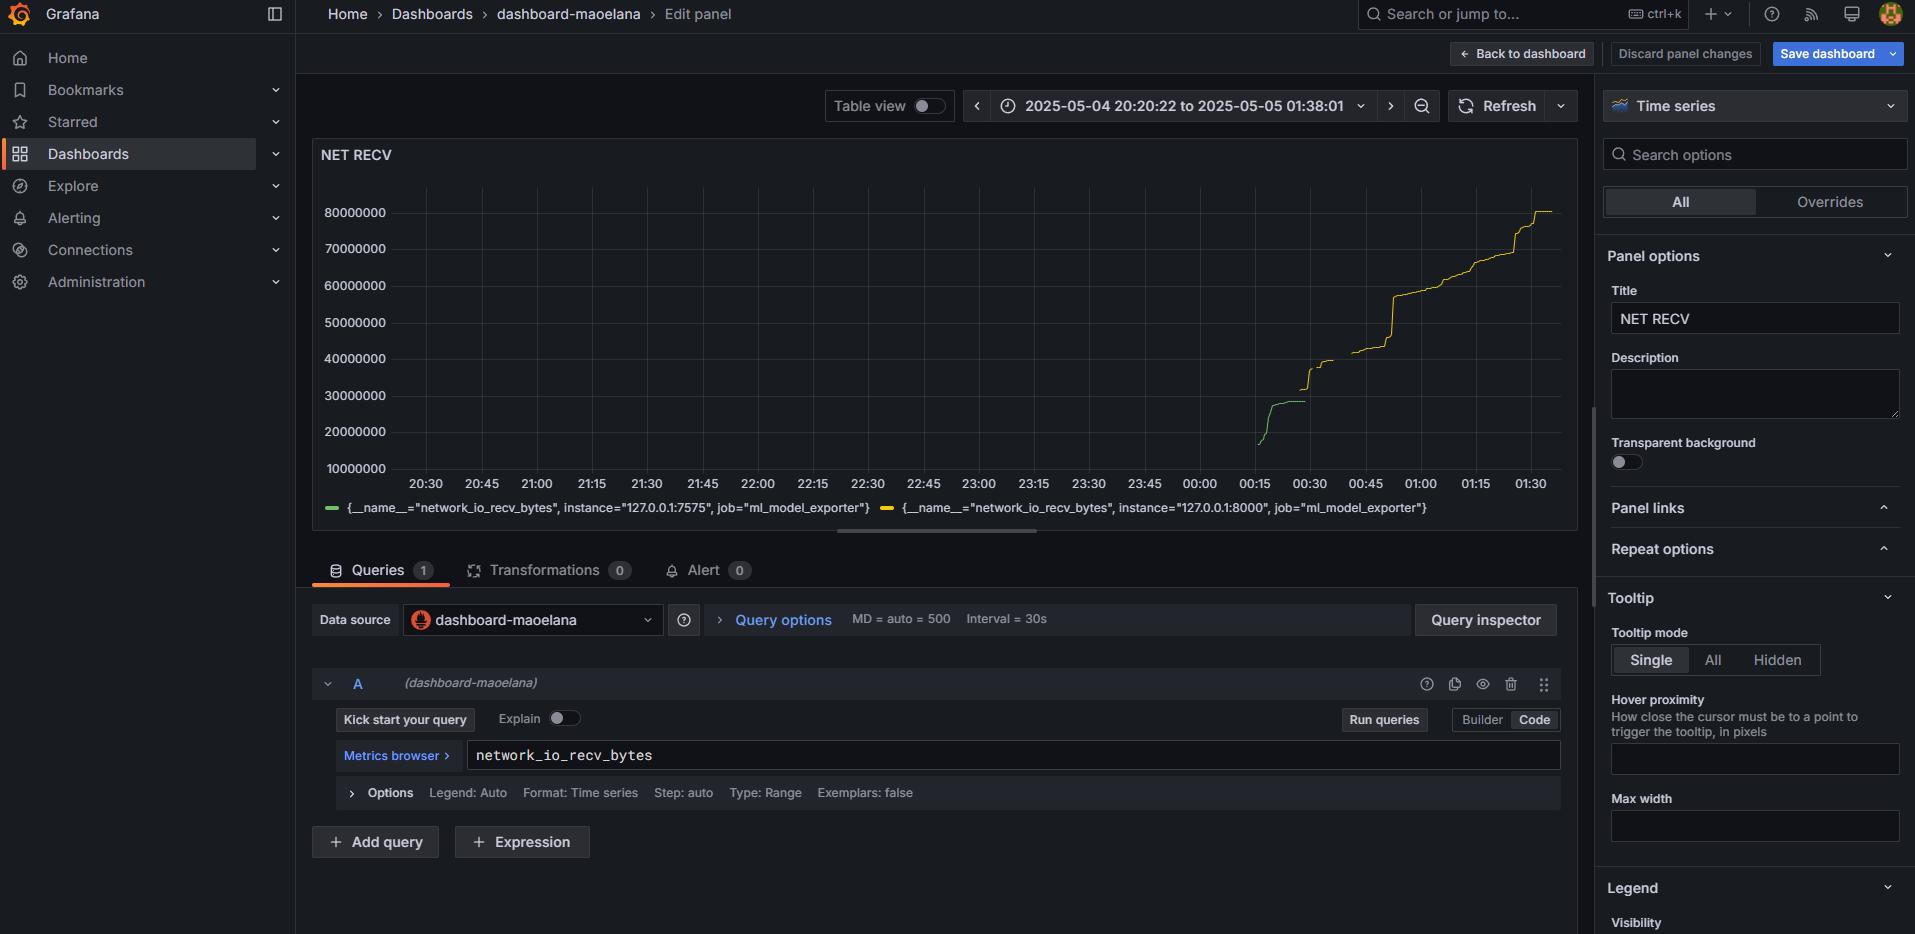 Grafana
Home › Dashboards › dashboard-maoelana › Edit panel
Search or jump to... ctrl+k
Home
Bookmarks
Starred
Dashboards
Explore
Alerting
Connections
Administration
Back to dashboard
Discard panel changes
Save dashboard
Table view
2025-05-04 20:20:22 to 2025-05-05 01:38:01
Refresh
NET RECV
80000000
70000000
60000000
50000000
40000000
30000000
20000000
10000000
20:30 20:45 21:00 21:15 21:30 21:45 22:00 22:15 22:30 22:45 23:00 23:15 23:30 23:45 00:00 00:15 00:30 00:45 01:00 01:15 01:30
{__name__="network_io_recv_bytes", instance="127.0.0.1:7575", job="ml_model_exporter"} {__name__="network_io_recv_bytes", instance="127.0.0.1:8000", job="ml_model_exporter"}
Queries 1 Transformations 0 Alert 0
Data source dashboard-maoelana Query options MD = auto = 500 Interval = 30s Query inspector
A (dashboard-maoelana)
Kick start your query Explain Run queries Builder Code
Metrics browser > network_io_recv_bytes
Options Legend: Auto Format: Time series Step: auto Type: Range Exemplars: false
+ Add query + Expression
Time series
Search options
All Overrides
Panel options
Title
NET RECV
Description
Transparent background
Panel links
Repeat options
Tooltip
Tooltip mode
Single All Hidden
Hover proximity
How close the cursor must be to a point to
trigger the tooltip, in pixels
Max width
Legend
Visibility